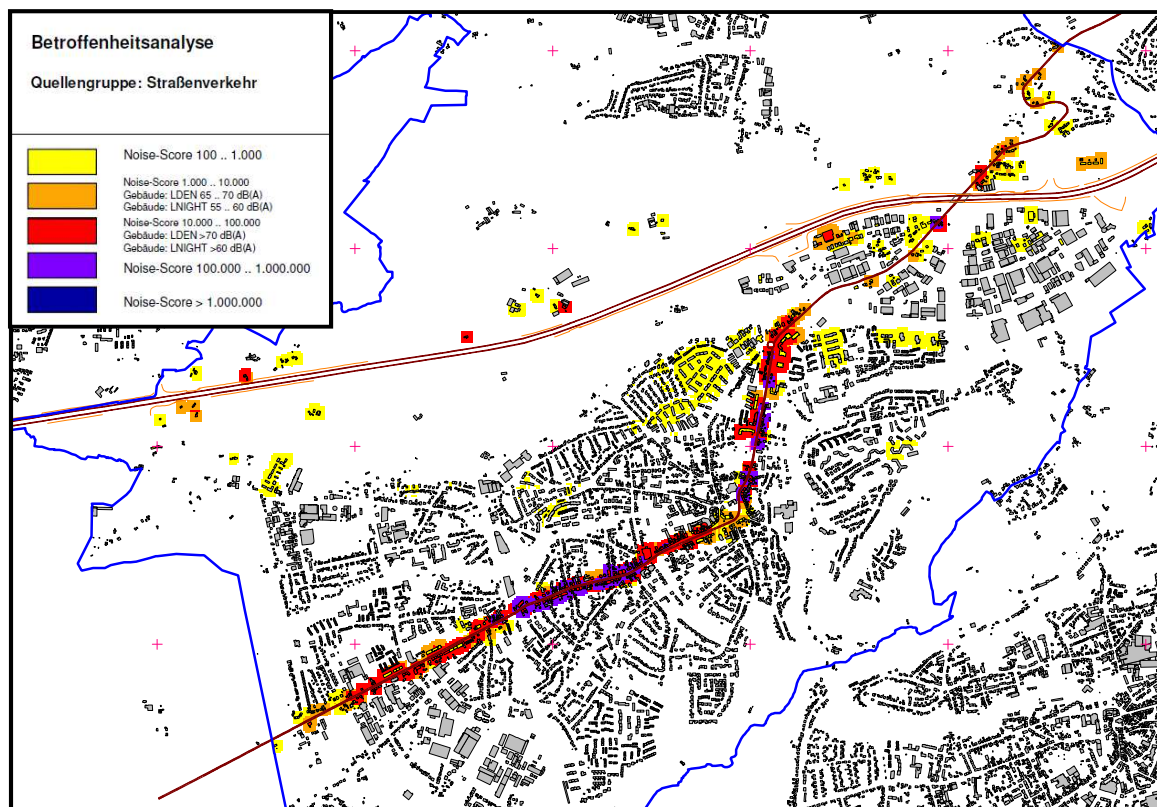 Betroffenheitsanalyse
Quellengruppe: Straßenverkehr
Noise-Score 100 .. 1.000
Noise-Score 1.000 .. 10.000
Gebäude: LDEN 65 .. 70 dB(A)
Gebäude: LNIGHT 55 .. 60 dB(A)
Noise-Score 10.000 .. 100.000
Gebäude: LDEN >70 dB(A)
Gebäude: LNIGHT >60 dB(A)
Noise-Score 100.000 .. 1.000.000
Noise-Score > 1.000.000